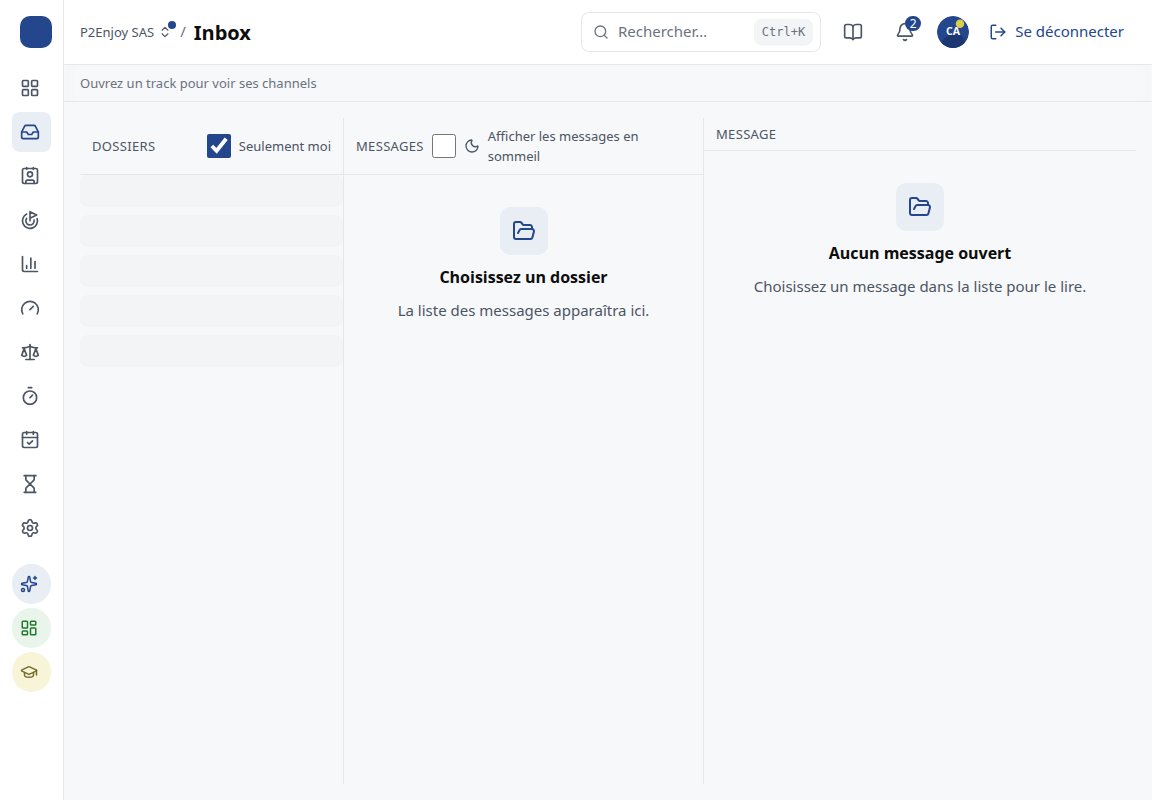 P2Enjoy SAS / Inbox
Rechercher...
Ctrl+K
2
CA
Se déconnecter
Ouvrez un track pour voir ses channels
DOSSIERS
Seulement moi
MESSAGES
Afficher les messages en
sommeil
MESSAGE
Choisissez un dossier
La liste des messages apparaîtra ici.
Aucun message ouvert
Choisissez un message dans la liste pour le lire.